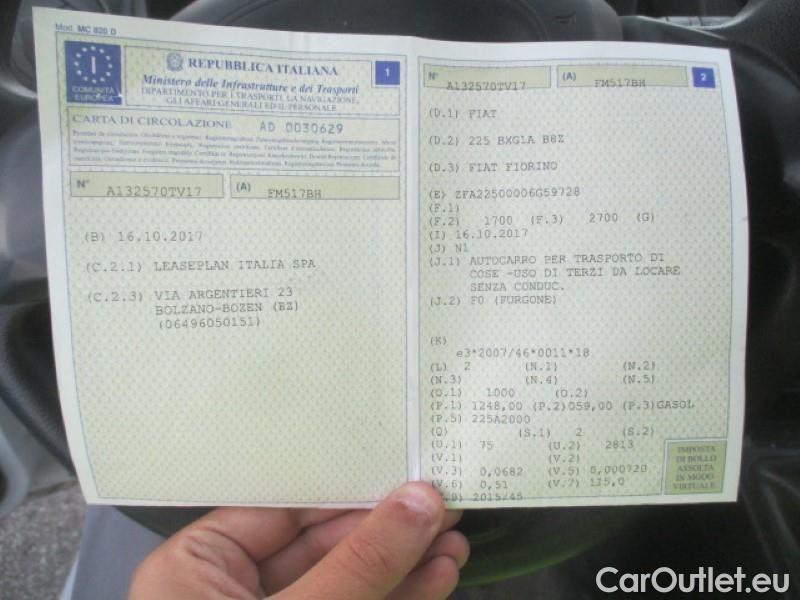 Mod. MC 820 D
I
COMUNITÀ
EUROPEA
REPUBBLICA ITALIANA
1
Ministero delle Infrastrutture e dei Trasporti
DIPARTIMENTO PER I TRASPORTI, LA NAVIGAZIONE,
GLI AFFARI GENERALI ED IL PERSONALE
CARTA DI CIRCOLAZIONE AD 0030629
N° A132570TV17 (A) FM517BH
(B) 16.10.2017
(C.2.1) LEASEPLAN ITALIA SPA
(C.2.3) VIA ARGENTIERI 23
BOLZANO-BOZEN (BZ)
(06496050151)
N° A132570TV17 (A) FM517BH 2
(D.1) FIAT
(D.2) 225 BXG1A B8Z
(D.3) FIAT FIORINO
(E) ZFA22500006G59728
(F.1)
(F.2) 1700 (F.3) 2700 (G)
(I) 16.10.2017
(J) N1
(J.1) AUTOCARRO PER TRASPORTO DI
COSE -USO DI TERZI DA LOCARE
SENZA CONDUC.
(J.2) F0 (FURGONE)
(K)
e3*2007/46*0011*18
(L) 2 (N.1) (N.2)
(N.3) (N.4) (N.5)
(O.1) 1000 (O.2)
(P.1) 1248,00 (P.2)059,00 (P.3)GASOL
(P.5) 225A2000
(Q) (S.1) 2 (S.2)
(U.1) 75 (U.2) 2813
(V.1) (V.2)
(V.3) 0,0682 (V.5) 0,000720
(V.6) 0,51 (V.7) 115,0
(V.9) 2015/45
IMPOSTA
DI BOLLO
ASSOLTA
IN MODO
VIRTUALE
CarOutlet.eu